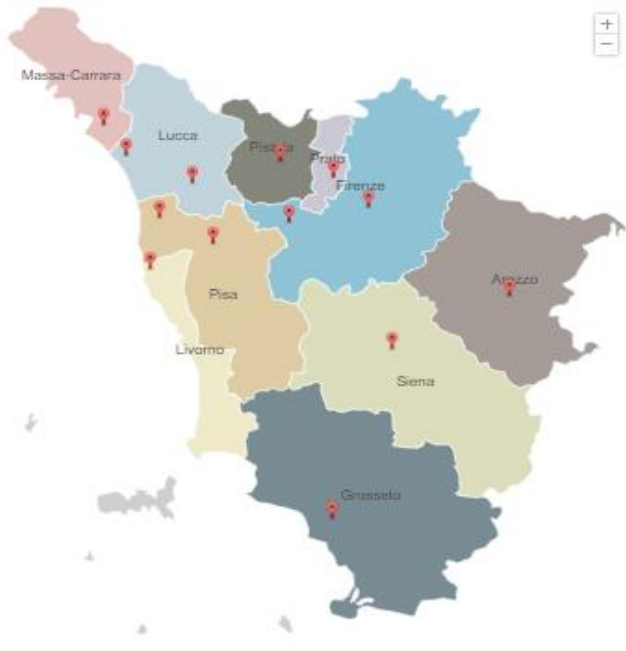 +
−
Massa-Carrara
Lucca
Pistoia
Prato
Firenze
Arezzo
Pisa
Livorno
Siena
Grosseto